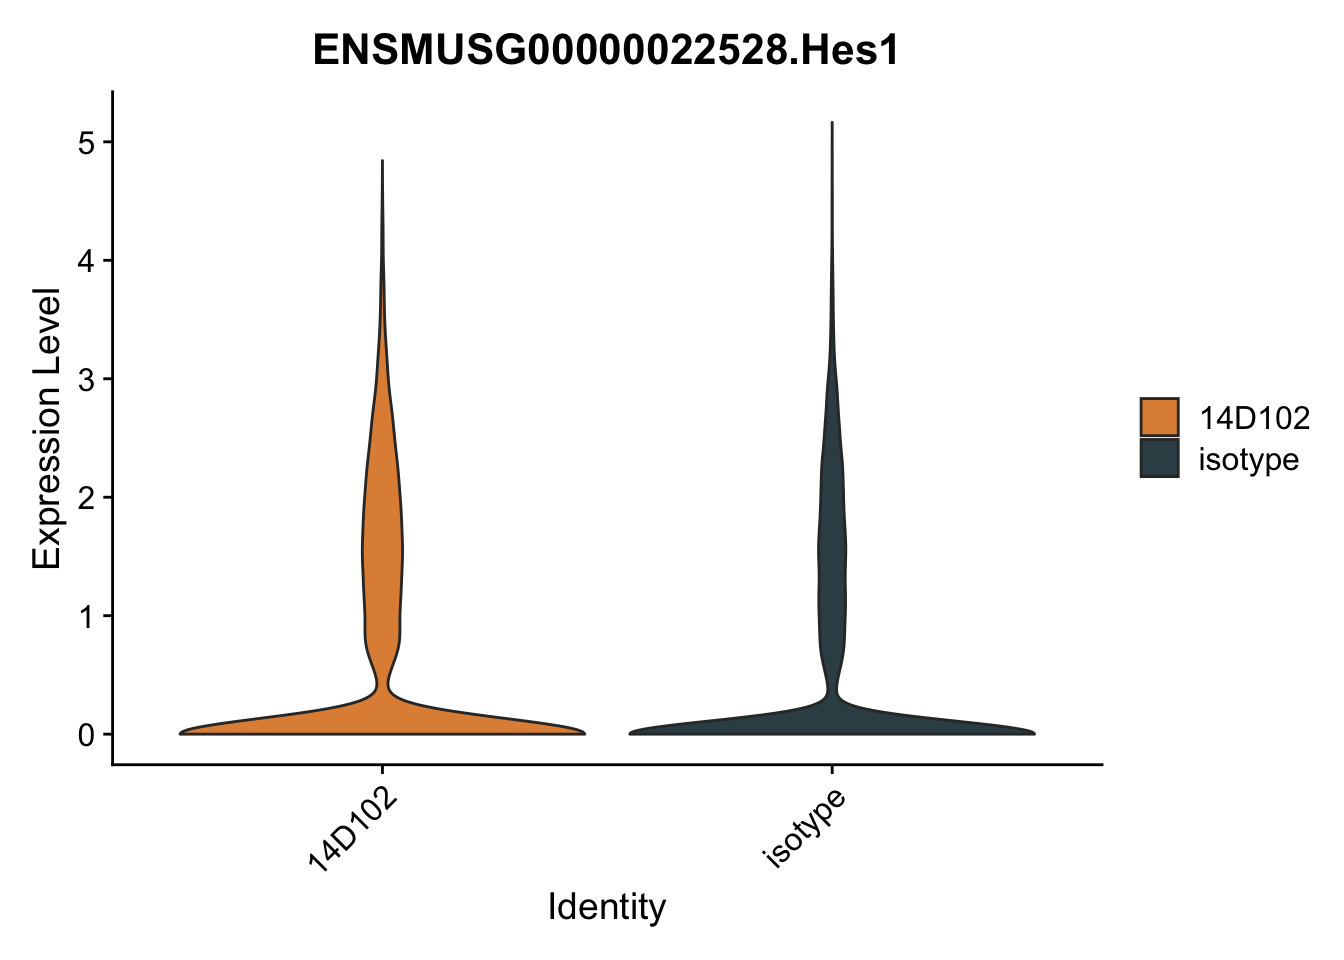 ENSMUSG00000022528.Hes1
Expression Level
5
4
3
2
1
0
14D102
isotype
Identity
14D102
isotype